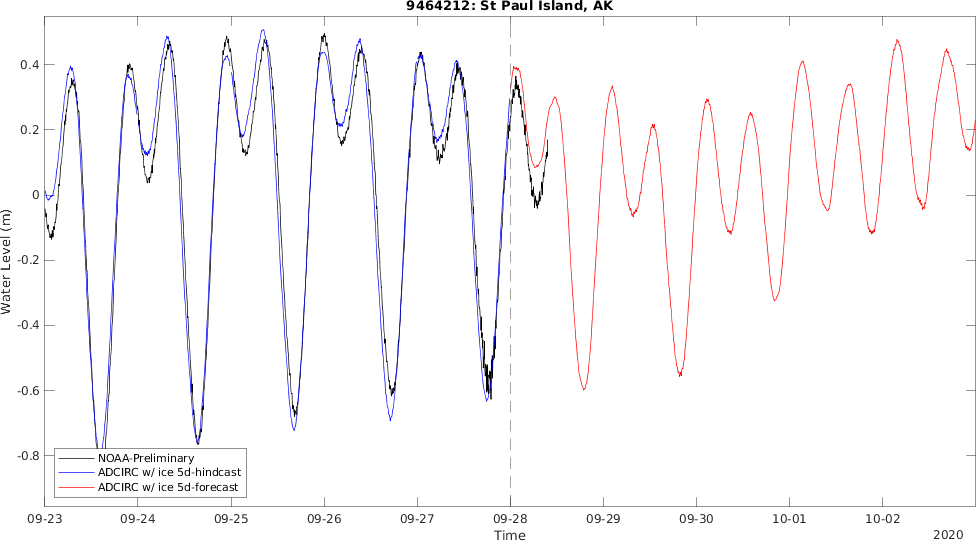 9464212: St Paul Island, AK
Water Level (m)
0.4
0.2
0
-0.2
-0.4
-0.6
-0.8
NOAA-Preliminary
ADCIRC w/ ice 5d-hindcast
ADCIRC w/ ice 5d-forecast
09-23 09-24 09-25 09-26 09-27 09-28 09-29 09-30 10-01 10-02
Time
2020